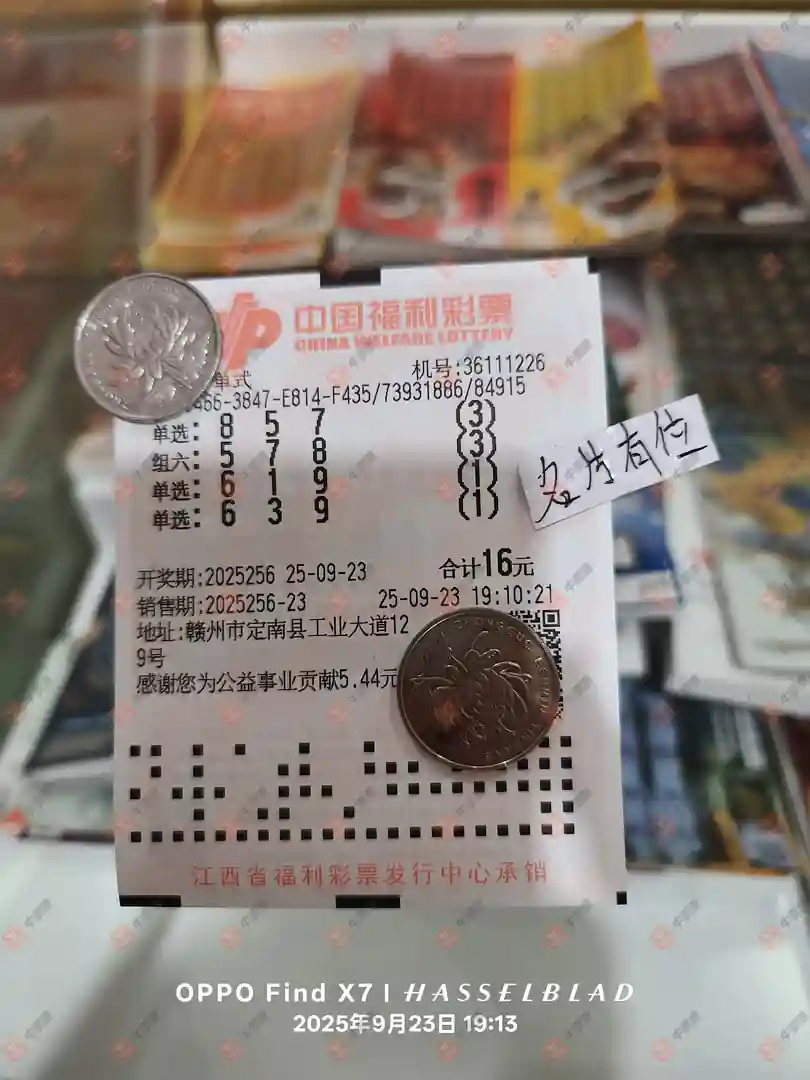 中国福利彩票
CHINA WELFARE LOTTERY
单式 机号:36111226
466-3847-E814-F435/73931886/84915
单选: 8 5 7 (3)
组六: 5 7 8 (3)
单选: 6 1 9 (1)
单选: 6 3 9 (1)
名片有位
开奖期:2025256 25-09-23 合计16元
销售期:2025256-23 25-09-23 19:10:21
地址:赣州市定南县工业大道12
9号
感谢您为公益事业贡献5.44元
江西省福利彩票发行中心承销
OPPO Find X7 | HASSELBLAD
2025年9月23日 19:13